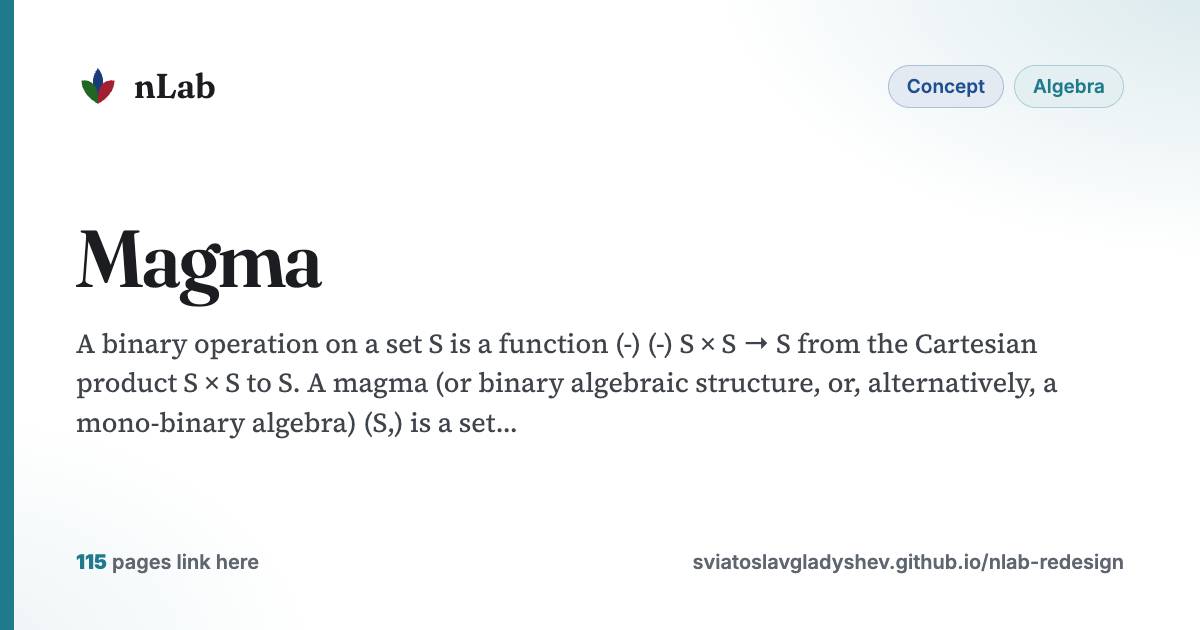 nLab
Concept
Algebra
Magma
A binary operation on a set S is a function (-) (-) S × S → S from the Cartesian
product S × S to S. A magma (or binary algebraic structure, or, alternatively, a
mono-binary algebra) (S,) is a set...
115 pages link here
sviatoslavgladyshev.github.io/nlab-redesign